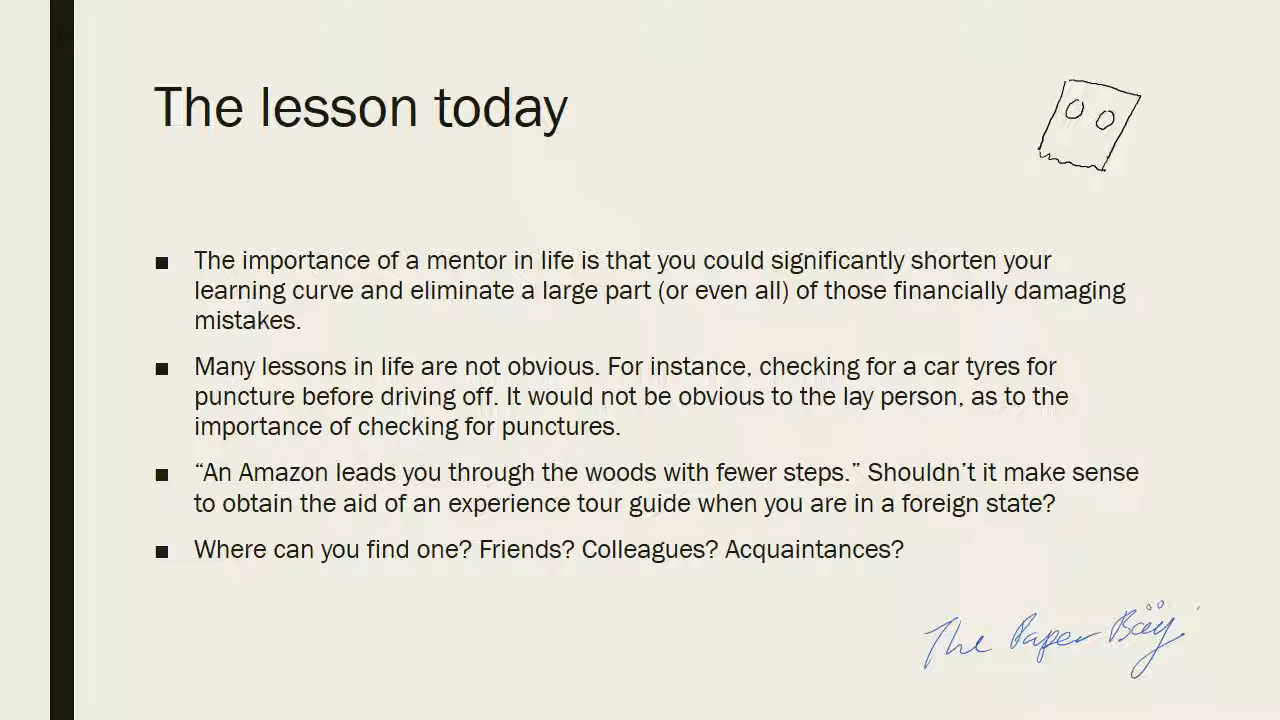 The lesson today
■ The importance of a mentor in life is that you could significantly shorten your
learning curve and eliminate a large part (or even all) of those financially damaging
mistakes.
■ Many lessons in life are not obvious. For instance, checking for a car tyres for
puncture before driving off. It would not be obvious to the lay person, as to the
importance of checking for punctures.
■ “An Amazon leads you through the woods with fewer steps.” Shouldn’t it make sense
to obtain the aid of an experience tour guide when you are in a foreign state?
■ Where can you find one? Friends? Colleagues? Acquaintances?
The Paper Bag